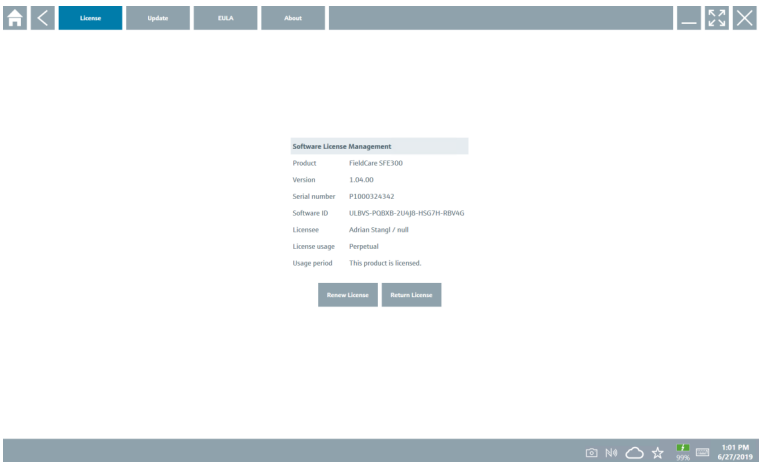 License Update EULA About
Software License Management
Product FieldCare SFE300
Version 1.04.00
Serial number P1000324342
Software ID ULBV5-PQBXB-2U4J8-HSG7H-RBV4G
Licensee Adrian Stangl / null
License usage Perpetual
Usage period This product is licensed.
Renew License Return License
99%
1:01 PM
6/27/2019